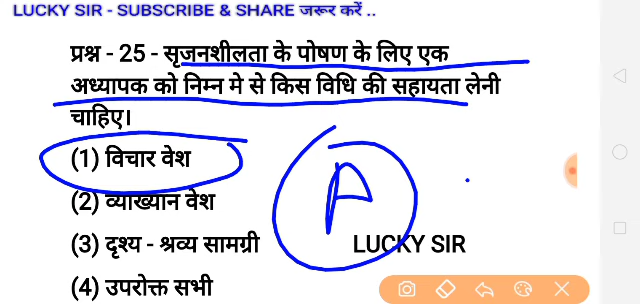 LUCKY SIR - SUBSCRIBE & SHARE जरूर करें ..
प्रश्न - 25 - सृजनशीलता के पोषण के लिए एक
अध्यापक को निम्न मे से किस विधि की सहायता लेनी
चाहिए।
(1) विचार वेश
(2) व्याख्यान वेश
(3) दृश्य - श्रव्य सामग्री
LUCKY SIR
(4) उपरोक्त सभी
A